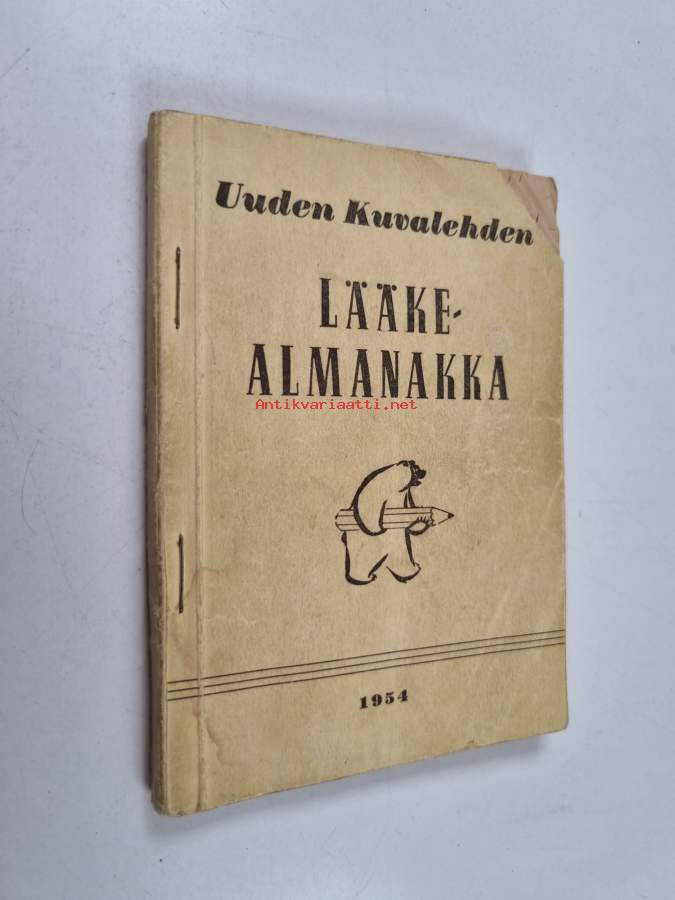 Uuden Kuvalehden
LÄÄKE-
ALMANAKKA
Antikvariaatti.net
1954